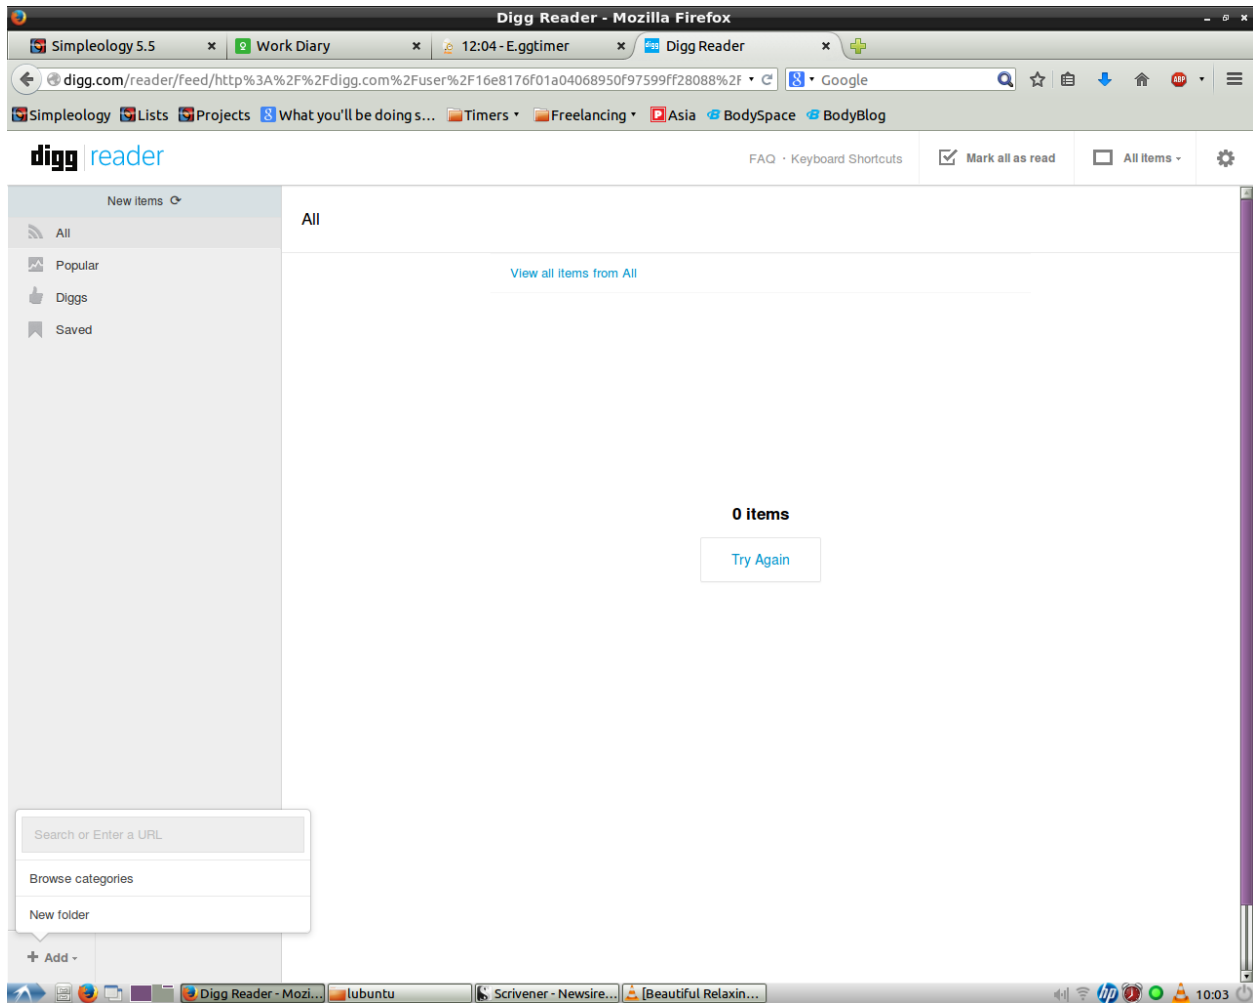 Digg Reader - Mozilla Firefox
Simpleology 5.5
Work Diary
12:04 - E.ggtimer
Digg Reader
digg.com/reader/feed/http%3A%2F%2Fdigg.com%2Fuser%2F16e8176f01a04068950f97599ff28088%2F
Google
Simpleology
Lists
Projects
What you'll be doing s...
Timers
Freelancing
Asia
BodySpace
BodyBlog
digg reader
FAQ · Keyboard Shortcuts
Mark all as read
All items
New items
All
Popular
Diggs
Saved
All
View all items from All
0 items
Try Again
Search or Enter a URL
Browse categories
New folder
+ Add
Digg Reader - Mozi...
lubuntu
Scrivener - Newsire...
[Beautiful Relaxin...
hp
10:03